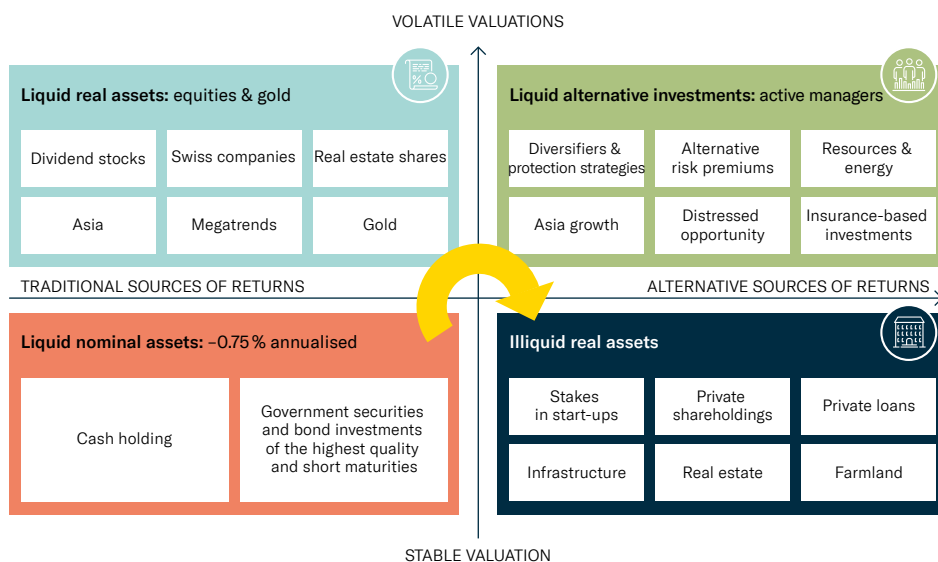 VOLATILE VALUATIONS
Liquid real assets: equities & gold
Dividend stocks
Swiss companies
Real estate shares
Asia
Megatrends
Gold
Liquid alternative investments: active managers
Diversifiers &
protection strategies
Alternative
risk premiums
Resources &
energy
Asia growth
Distressed
opportunity
Insurance-based
investments
TRADITIONAL SOURCES OF RETURNS
ALTERNATIVE SOURCES OF RETURNS
Liquid nominal assets: –0.75 % annualised
Cash holding
Government securities
and bond investments
of the highest quality
and short maturities
Illiquid real assets
Stakes
in start-ups
Private
shareholdings
Private loans
Infrastructure
Real estate
Farmland
STABLE VALUATION